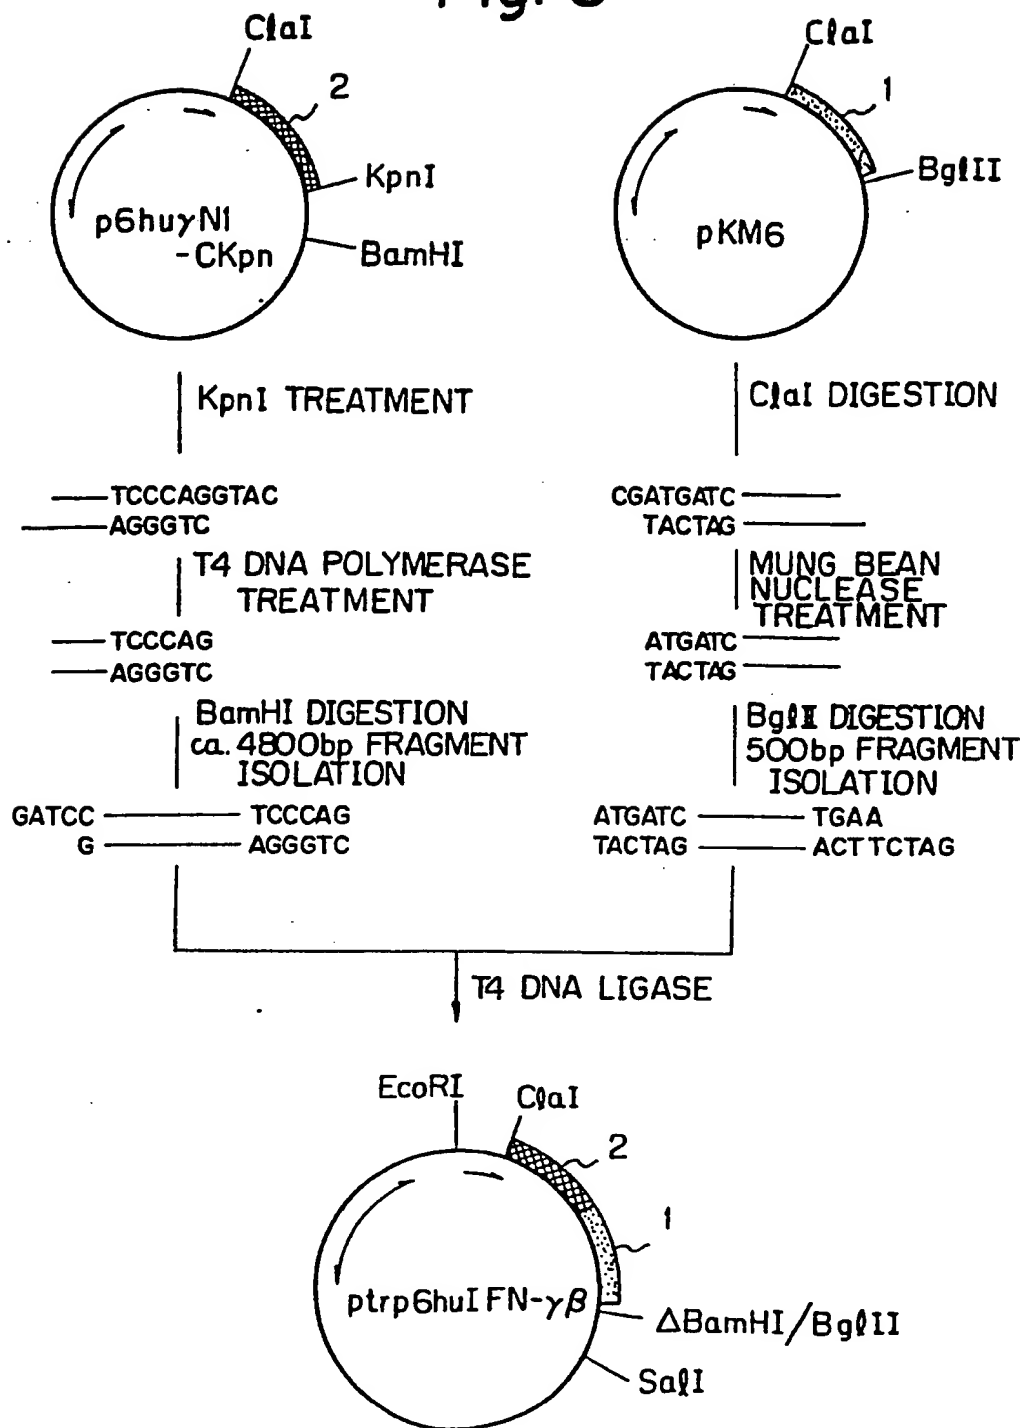 Fig. 
ClaI
2
KpnI
BamHI
p6huγN1
-CKpn
ClaI
1
BglII
pKM6
KpnI TREATMENT
ClaI DIGESTION
TCCCAGGTAC
AGGGTC
CGATGATC
TACTAG
T4 DNA POLYMERASE
TREATMENT
MUNG BEAN
NUCLEASE
TREATMENT
TCCCAG
AGGGTC
ATGATC
TACTAG
BamHI DIGESTION
ca. 4800bp FRAGMENT
ISOLATION
BglII DIGESTION
500bp FRAGMENT
ISOLATION
GATCC TCCCAG
G AGGGTC
ATGATC TGAA
TACTAG ACTTCTAG
T4 DNA LIGASE
EcoRI
ClaI
2
1
ptrp6huIFN-γβ
ΔBamHI/BglII
SalI